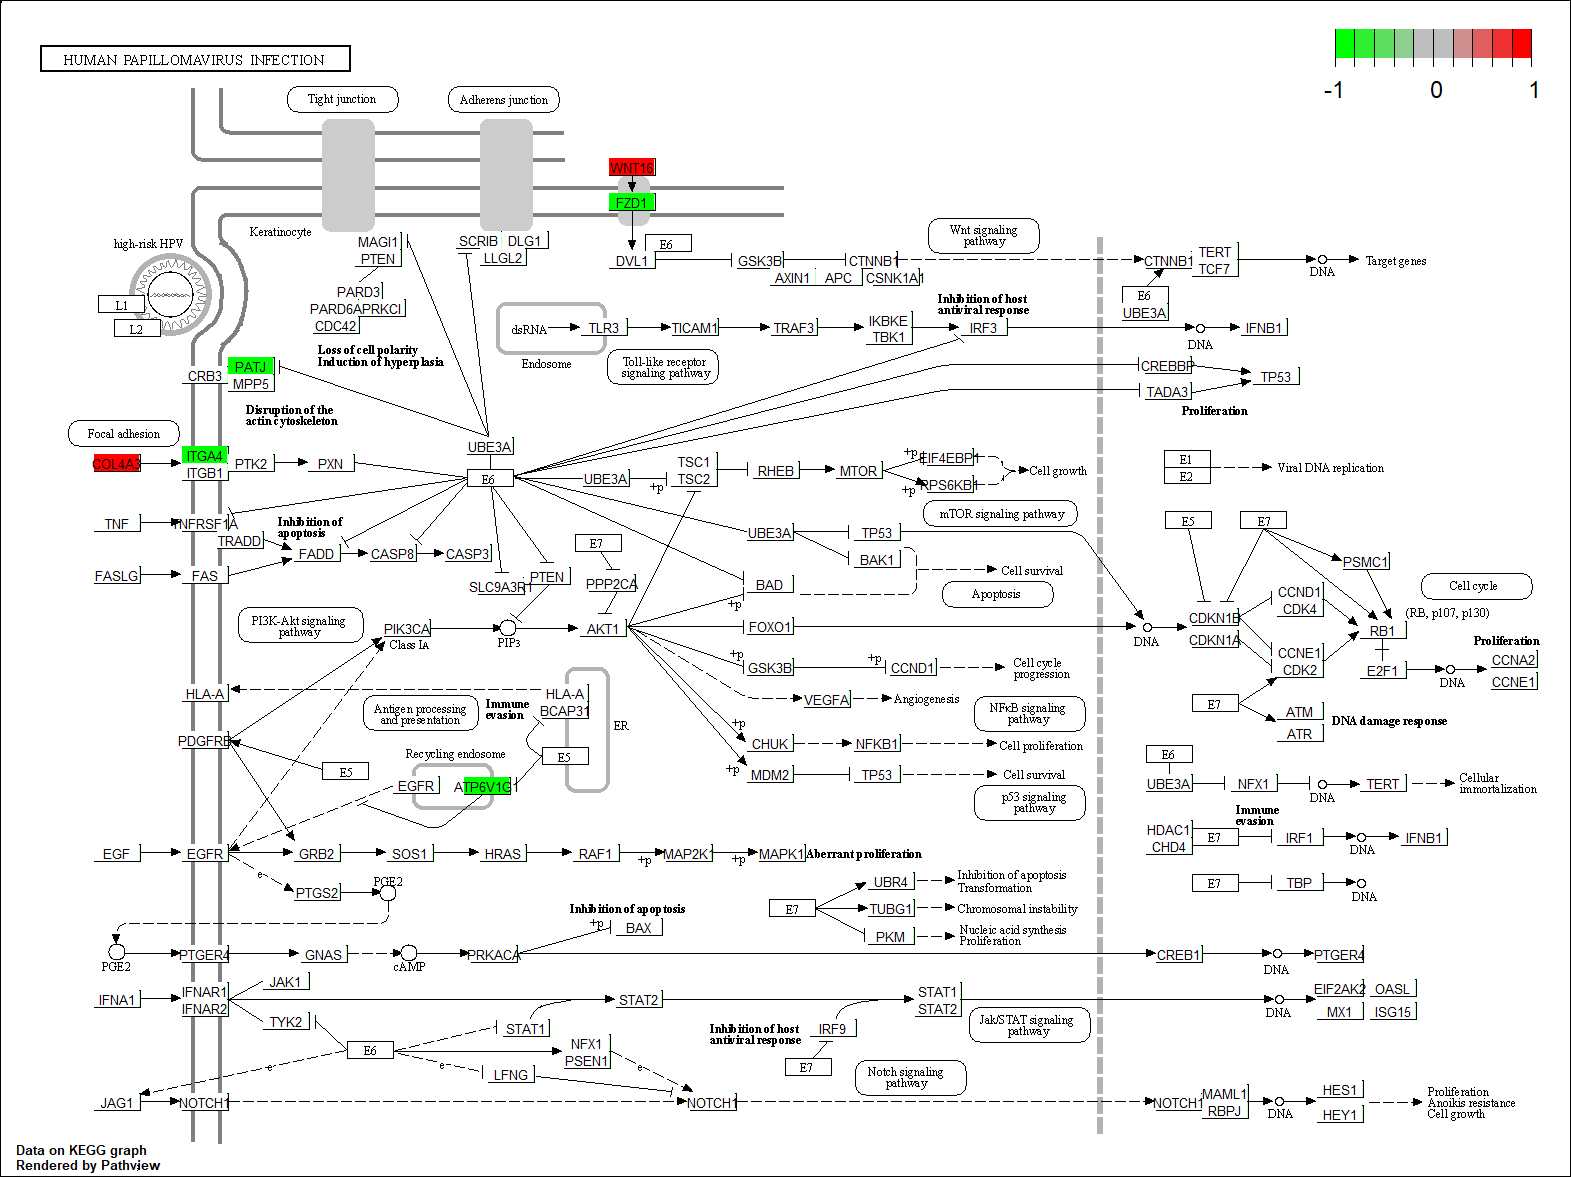 HUMAN PAPILLOMAVIRUS INFECTION
-1 0 1
Tight junction
Adherens junction
WNT16
FZD1
Keratinocyte
high-risk HPV
L1
L2
MAGI1
PTEN
SCRIB DLG1
LLGL2
PARD3
PARD6A PRKCI
CDC42
Loss of cell polarity
Induction of hyperplasia
DVL1
E6
GSK3B
CTNNB1
AXIN1 APC CSNK1A1
Wnt signaling
pathway
CTNNB1
TERT
TCF7
DNA
Target genes
E6
UBE3A
dsRNA
TLR3
TICAM1
TRAF3
IKBKE
TBK1
Inhibition of host
antiviral response
IRF3
DNA
IFNB1
Endosome
Toll-like receptor
signaling pathway
CREBBP
TADA3
TP53
Proliferation
CRB3
PATJ
MPP5
Disruption of the
actin cytoskeleton
Focal adhesion
COL4A3
ITGA4
ITGB1
PTK2
PXN
UBE3A
E6
UBE3A
+p
TSC1
TSC2
RHEB
MTOR
+p
EIF4EBP1
+p
RPS6KB1
Cell growth
mTOR signaling pathway
E1
E2
Viral DNA replication
TNF
TNFRSF1A
TRADD
Inhibition of
apoptosis
FADD
CASP8
CASP3
FASLG
FAS
SLC9A3R1
PTEN
E7
PPP2CA
UBE3A
TP53
BAK1
BAD
+p
Cell survival
Apoptosis
E5
E7
PSMC1
CDKN1B
CDKN1A
CCND1
CDK4
CCNE1
CDK2
RB1
(RB, p107, p130)
Cell cycle
E2F1
DNA
Proliferation
CCNA2
CCNE1
E7
ATM
ATR
DNA damage response
PI3K-Akt signaling
pathway
PIK3CA
Class IA
PIP3
AKT1
FOXO1
DNA
+p
GSK3B
+p
CCND1
Cell cycle
progression
VEGFA
Angiogenesis
NFκB signaling
pathway
+p
CHUK
NFKB1
Cell proliferation
+p
MDM2
TP53
Cell survival
p53 signaling
pathway
HLA-A
Antigen processing
and presentation
Immune
evasion
HLA-A
BCAP31
ER
E5
PDGFRB
E5
Recycling endosome
EGFR
ATP6V1G1
E6
UBE3A
NFX1
DNA
TERT
Cellular
immortalization
HDAC1
CHD4
E7
Immune
evasion
IRF1
DNA
IFNB1
E7
TBP
DNA
EGF
EGFR
GRB2
SOS1
HRAS
RAF1
+p
MAP2K1
+p
MAPK1
Aberrant proliferation
e
PTGS2
PGE2
E7
UBR4
Inhibition of apoptosis
Transformation
TUBG1
Chromosomal instability
PKM
Nucleic acid synthesis
Proliferation
Inhibition of apoptosis
+p
BAX
PGE2
PTGER4
GNAS
cAMP
PRKACA
CREB1
DNA
PTGER4
IFNA1
IFNAR1
IFNAR2
JAK1
TYK2
STAT1
STAT2
Inhibition of host
antiviral response
IRF9
E7
STAT1
STAT2
Jak/STAT signaling
pathway
DNA
EIF2AK2 OASL
MX1 ISG15
E6
e
e
NFX1
PSEN1
e
LFNG
Notch signaling
pathway
JAG1
NOTCH1
NOTCH1
NOTCH1
MAML1
RBPJ
DNA
HES1
HEY1
Proliferation
Anoikis resistance
Cell growth
Data on KEGG graph
Rendered by Pathview